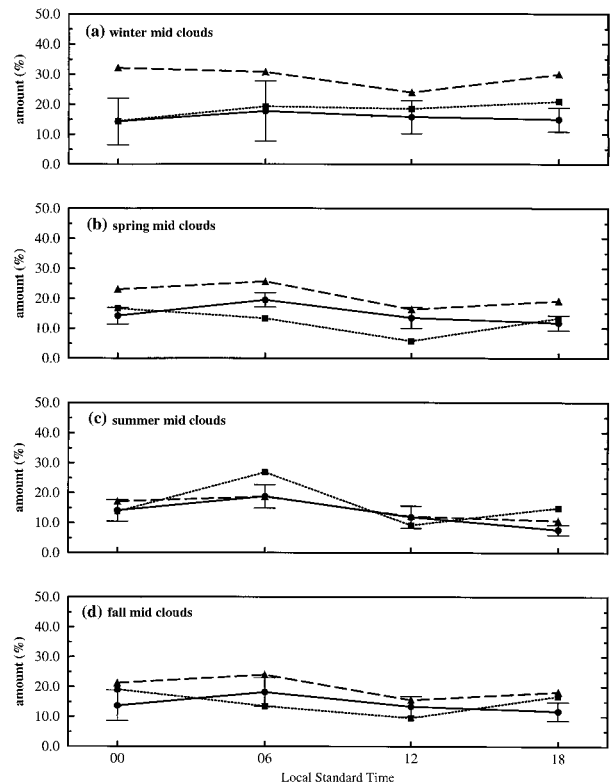 50.0
(a) winter mid clouds
40.0
30.0
20.0
10.0
0.0
amount (%)
50.0
(b) spring mid clouds
40.0
30.0
20.0
10.0
0.0
amount (%)
50.0
(c) summer mid clouds
40.0
30.0
20.0
10.0
0.0
amount (%)
50.0
(d) fall mid clouds
40.0
30.0
20.0
10.0
0.0
amount (%)
00 06 12 18
Local Standard Time